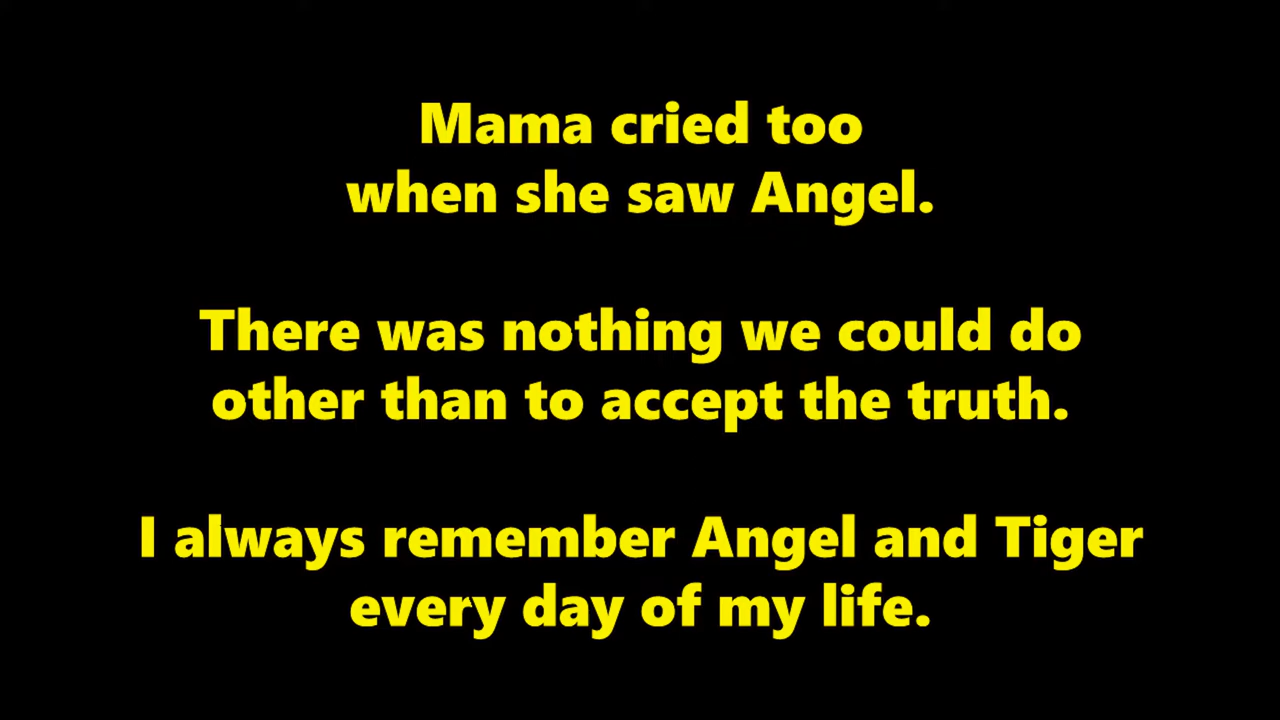 Mama cried too
when she saw Angel.
There was nothing we could do
other than to accept the truth.
I always remember Angel and Tiger
every day of my life.